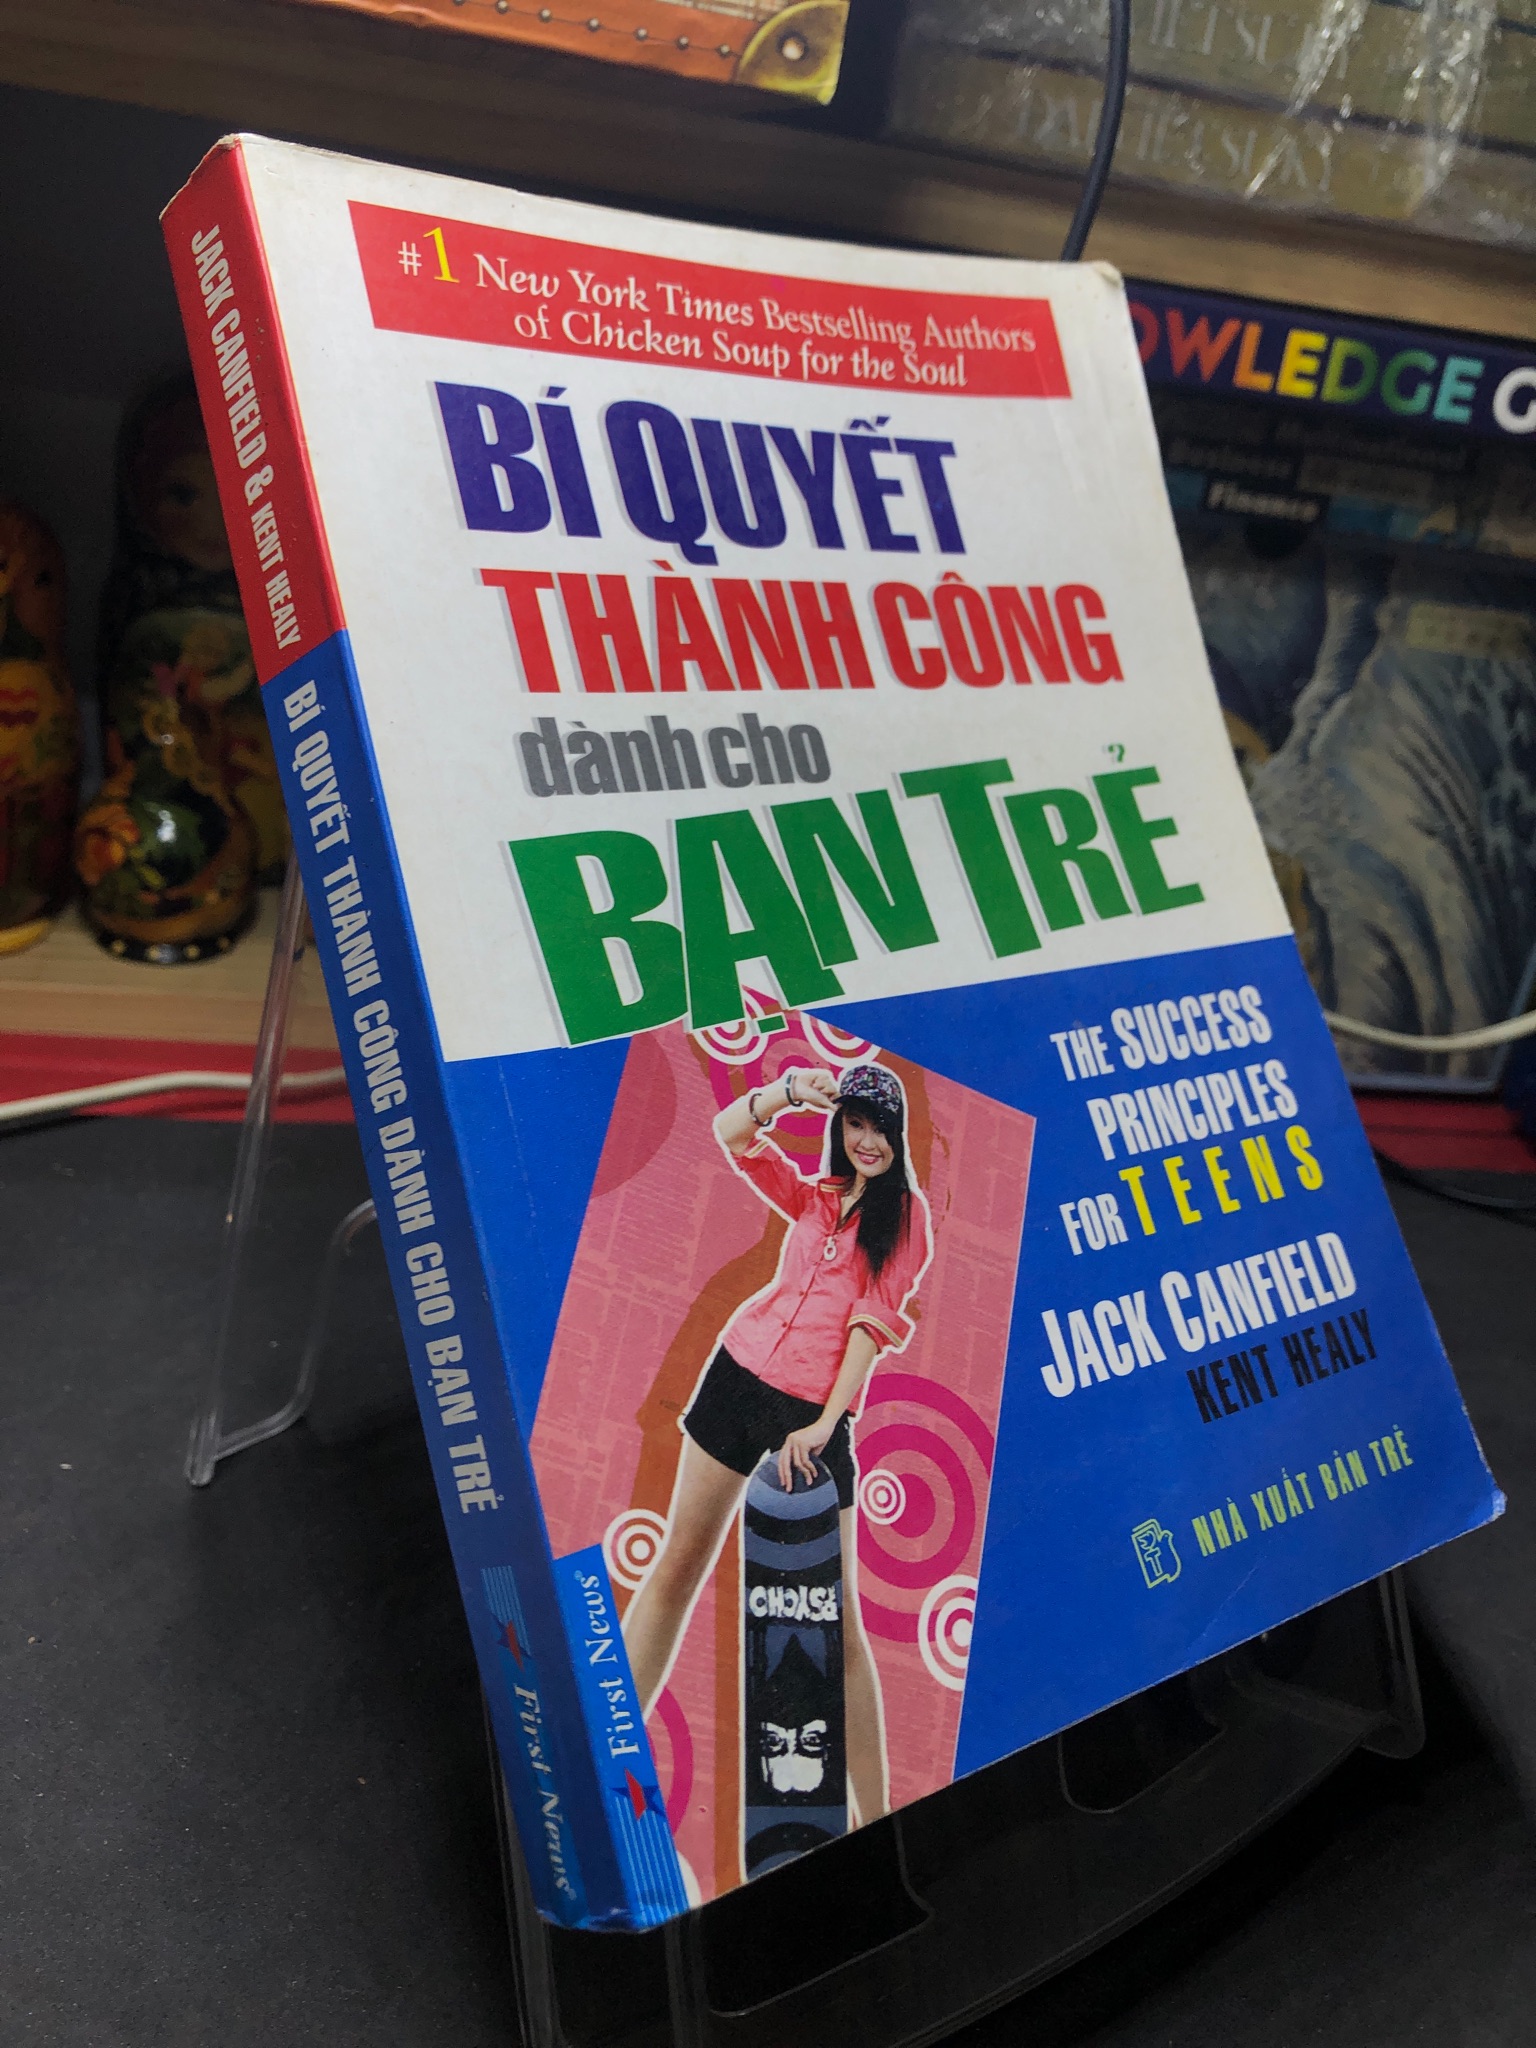 #1 New York Times Bestselling Authors
of Chicken Soup for the Soul
BÍ QUYẾT
THÀNH CÔNG
dành cho
BẠN TRẺ
THE SUCCESS
PRINCIPLES
FOR TEENS
JACK CANFIELD
KENT HEALY
NHÀ XUẤT BẢN TRẺ
First News®
PSYCHO
JACK CANFIELD & KENT HEALY
BÍ QUYẾT THÀNH CÔNG DÀNH CHO BẠN TRẺ
First News®
OWLEDGE G
Business
Finance